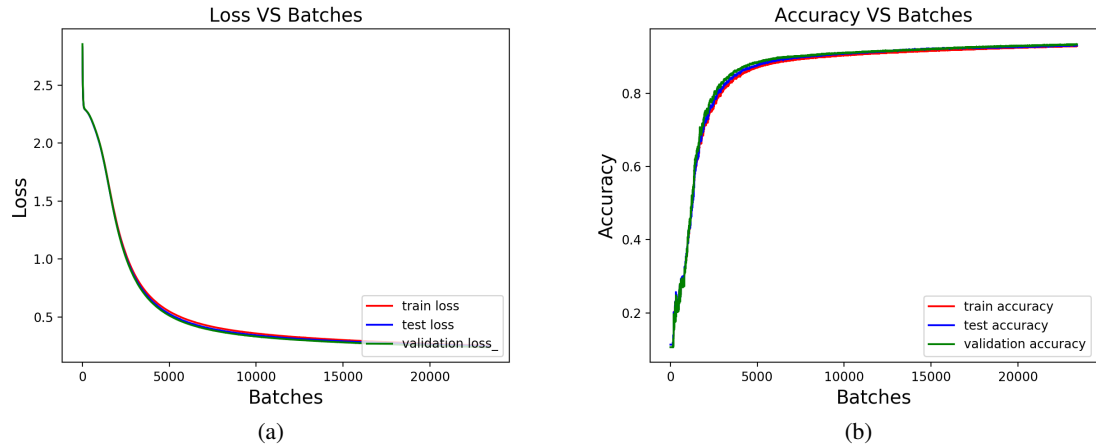 Loss VS Batches
2.5
2.0
1.5
1.0
0.5
Loss
train loss
test loss
validation loss_
0 5000 10000 15000 20000
Batches
(a)
Accuracy VS Batches
0.8
0.6
0.4
0.2
Accuracy
train accuracy
test accuracy
validation accuracy
0 5000 10000 15000 20000
Batches
(b)